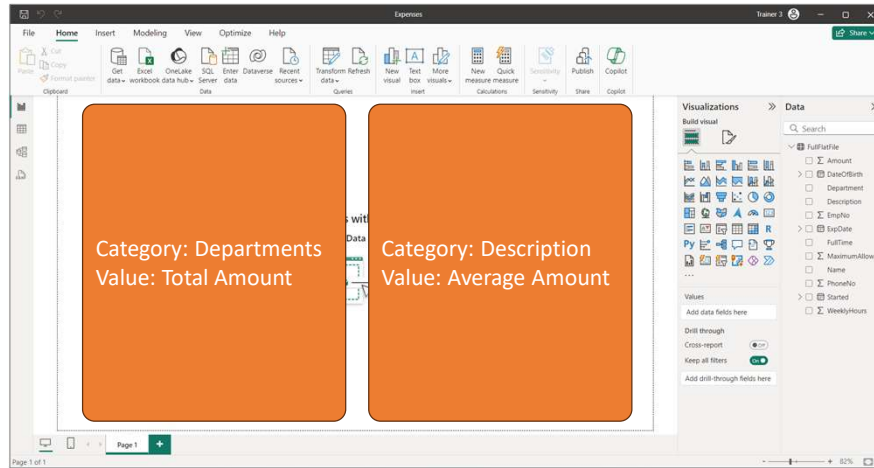 Expenses
Trainer 3
File Home Insert Modeling View Optimize Help
Share
Paste
Cut
Copy
Format painter
Get data
Excel workbook
OneLake data hub
SQL Server
Enter data
Dataverse
Recent sources
Transform data
Refresh
New visual
Text box
More visuals
New measure
Quick measure
Sensitivity
Publish
Copilot
Clipboard
Data
Queries
Insert
Calculations
Sensitivity
Share
Copilot
Category: Departments
Value: Total Amount
Category: Description
Value: Average Amount
s with
Data
Visualizations
Build visual
Values
Add data fields here
Drill through
Cross-report
Off
Keep all filters
On
Add drill-through fields here
Data
Search
FullFlatFile
Amount
DateOfBirth
Department
Description
EmpNo
ExpDate
FullTime
MaximumAllow
Name
PhoneNo
Started
WeeklyHours
Page 1
Page 1 of 1
82%